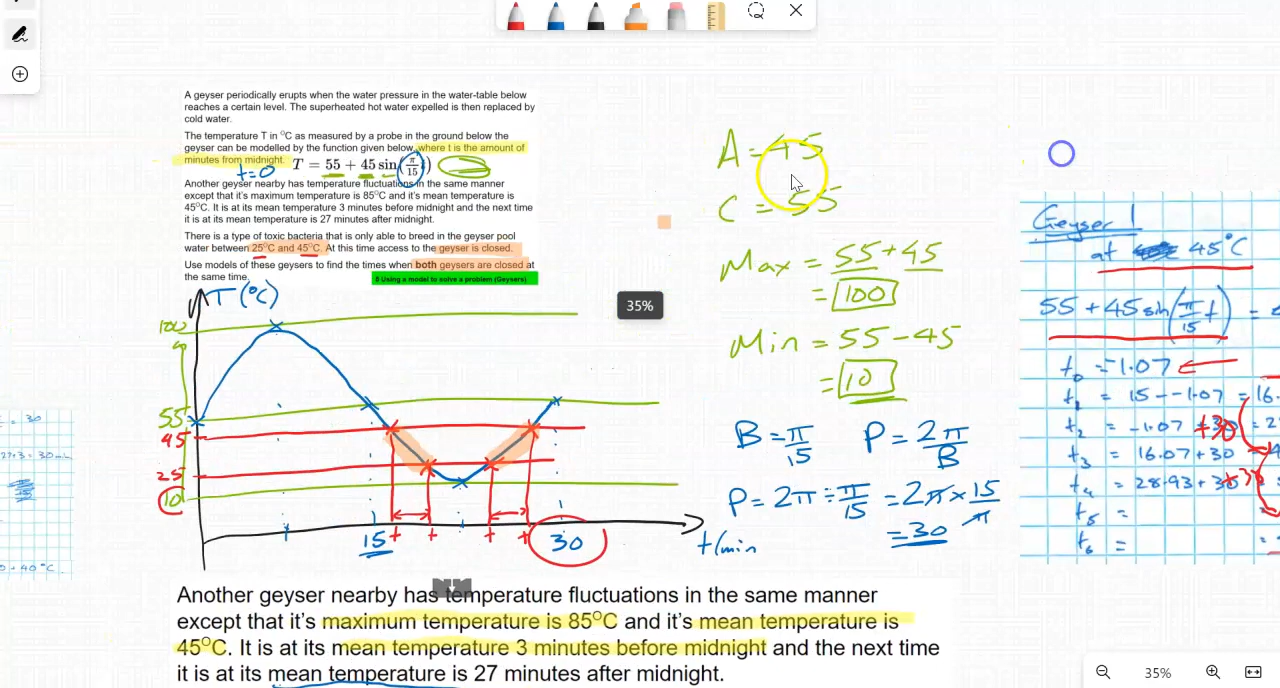 A geyser periodically erupts when the water pressure in the water-table below
reaches a certain level. The superheated hot water expelled is then replaced by
cold water.
The temperature T in °C as measured by a probe in the ground below the
geyser can be modelled by the function given below, where t is the amount of
minutes from midnight.
t=0
T = 55 + 45 sin(π/15)
Another geyser nearby has temperature fluctuations in the same manner
except that it's maximum temperature is 85°C and it's mean temperature is
45°C. It is at its mean temperature 3 minutes before midnight and the next time
it is at its mean temperature is 27 minutes after midnight.
There is a type of toxic bacteria that is only able to breed in the geyser pool
water between 25°C and 45°C. At this time access to the geyser is closed.
Use models of these geysers to find the times when both geysers are closed at
the same time.
8 Using a model to solve a problem (Geysers)
T(°C)
100
55
45
25
10
15
t
t
t
t
30
t/min
A = 45
C = 55
Max = 55 + 45
= 100
Min = 55 - 45
= 10
B = π/15
P = 2π/B
P = 2π ÷ π/15 = 2π × 15/π
= 30
35%
Geyser 1
at 45°C
55 + 45 sin(π/15 t) =
t₀ = -1.07
t₁ = 15 - -1.07 = 16.
t₂ = -1.07 +30 = 2
t₃ = 16.07 + 30
t₄ = 28.93 + 30
t₅ =
t₆ =
= 30
27+3 = 30 min
0 + 40°C
Another geyser nearby has temperature fluctuations in the same manner
except that it's maximum temperature is 85°C and it's mean temperature is
45°C. It is at its mean temperature 3 minutes before midnight and the next time
it is at its mean temperature is 27 minutes after midnight.
35%